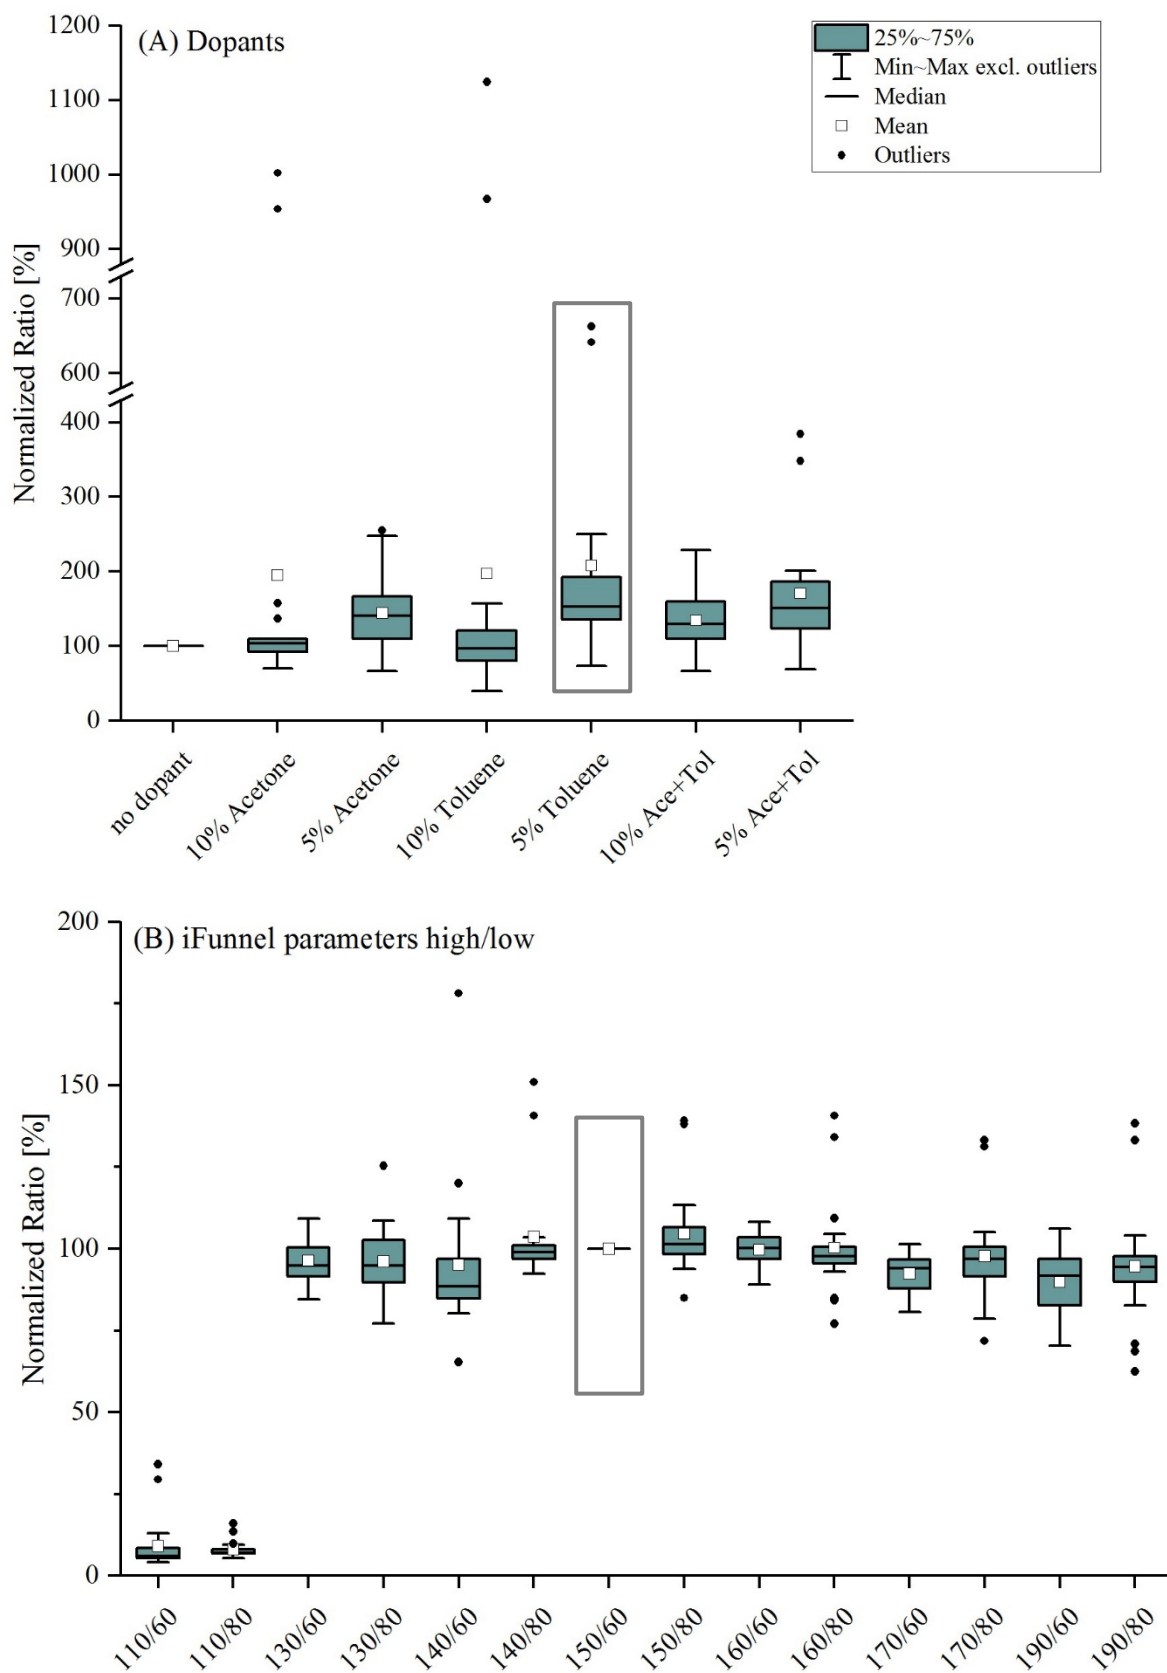 (A) Dopants
25%~75%
Min~Max excl. outliers
Median
Mean
Outliers
Normalized Ratio [%]
1200
1100
1000
900
700
600
400
300
200
100
0
no dopant
10% Acetone
5% Acetone
10% Toluene
5% Toluene
10% Ace+Tol
5% Ace+Tol
(B) iFunnel parameters high/low
Normalized Ratio [%]
200
150
100
50
0
110/60
110/80
130/60
130/80
140/60
140/80
150/60
150/80
160/60
160/80
170/60
170/80
190/60
190/80